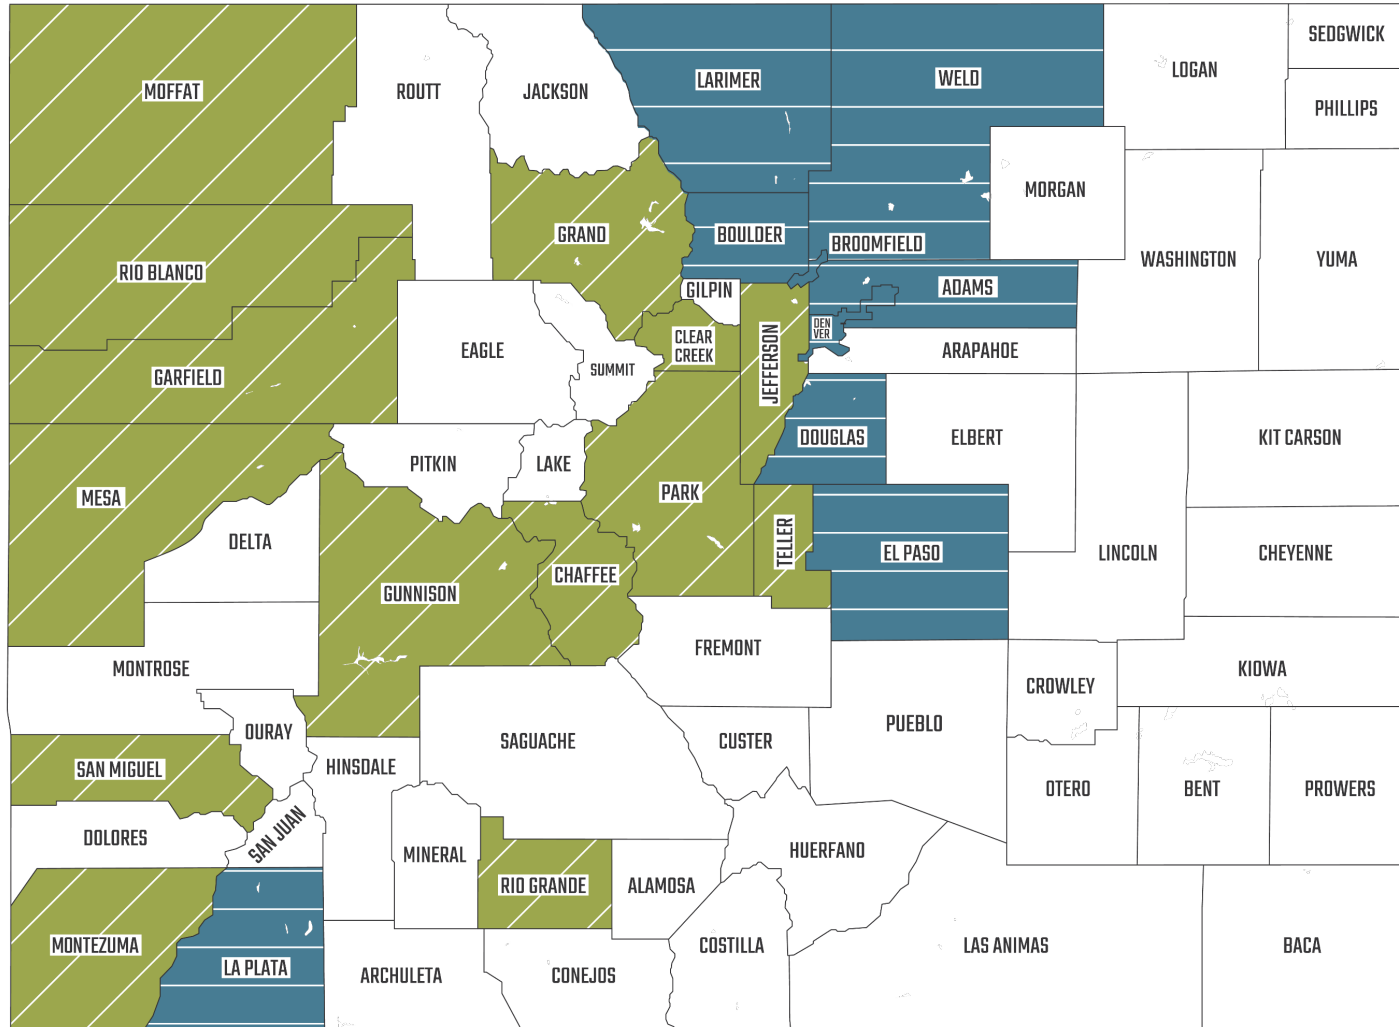 SEDGWICK
LOGAN
LARIMER
WELD
MOFFAT
ROUTT
JACKSON
PHILLIPS
MORGAN
GRAND
BOULDER
BROOMFIELD
WASHINGTON
YUMA
RIO BLANCO
GILPIN
ADAMS
DEN
VER
CLEAR
CREEK
EAGLE
ARAPAHOE
JEFFERSON
SUMMIT
GARFIELD
DOUGLAS
ELBERT
KIT CARSON
PITKIN
LAKE
MESA
PARK
DELTA
TELLER
EL PASO
LINCOLN
CHEYENNE
CHAFFEE
GUNNISON
FREMONT
MONTROSE
KIOWA
CROWLEY
OURAY
SAGUACHE
CUSTER
PUEBLO
SAN MIGUEL
HINSDALE
OTERO
BENT
PROWERS
DOLORES
SAN JUAN
MINERAL
HUERFANO
RIO GRANDE
ALAMOSA
MONTEZUMA
LA PLATA
ARCHULETA
CONEJOS
COSTILLA
LAS ANIMAS
BACA